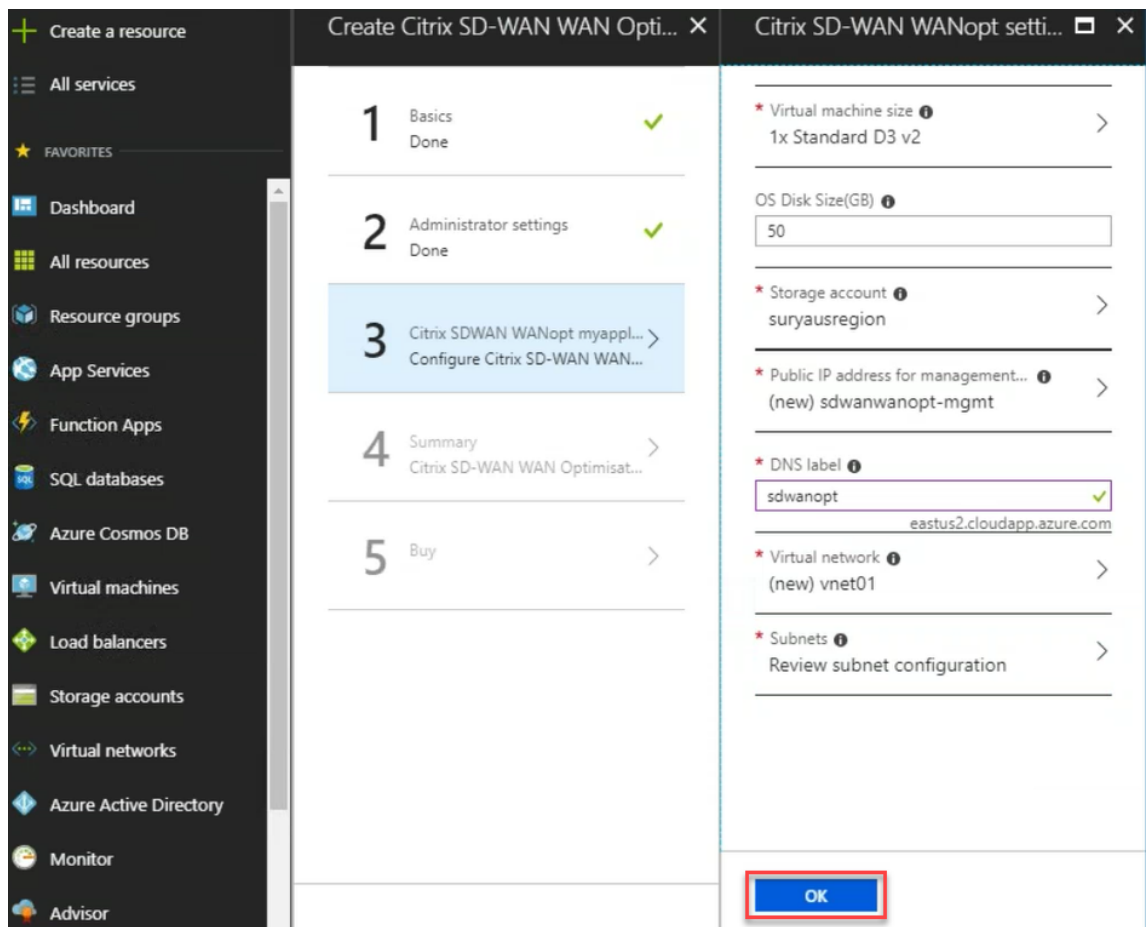 Create a resource
All services
FAVORITES
Dashboard
All resources
Resource groups
App Services
Function Apps
SQL databases
Azure Cosmos DB
Virtual machines
Load balancers
Storage accounts
Virtual networks
Azure Active Directory
Monitor
Advisor
Create Citrix SD-WAN WAN Opti...
1
Basics
Done
2
Administrator settings
Done
3
Citrix SDWAN WANopt myappl...
Configure Citrix SD-WAN WAN...
4
Summary
Citrix SD-WAN WAN Optimisat...
5
Buy
Citrix SD-WAN WANopt setti...
* Virtual machine size
1x Standard D3 v2
OS Disk Size(GB)
50
* Storage account
suryausregion
* Public IP address for management...
(new) sdwanwanopt-mgmt
* DNS label
sdwanopt
eastus2.cloudapp.azure.com
* Virtual network
(new) vnet01
* Subnets
Review subnet configuration
OK